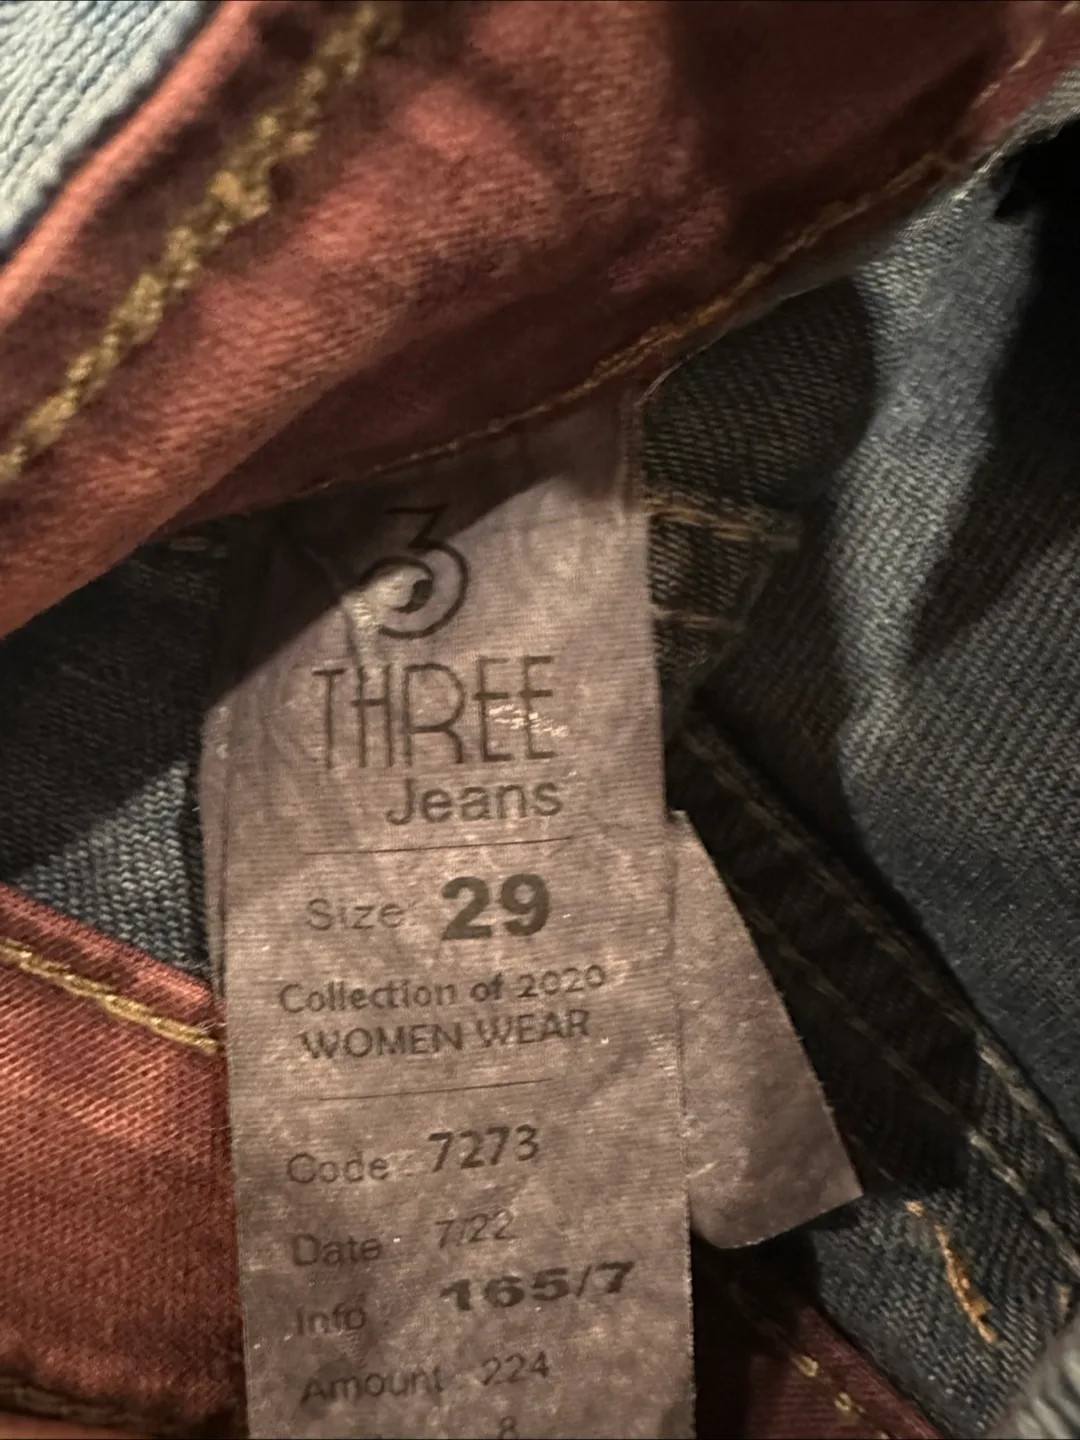 3
THREE
Jeans
Size: 29
Collection of 2020
WOMEN WEAR
Code: 7273
Date 7/22
Info 165/7
Amount 224
8